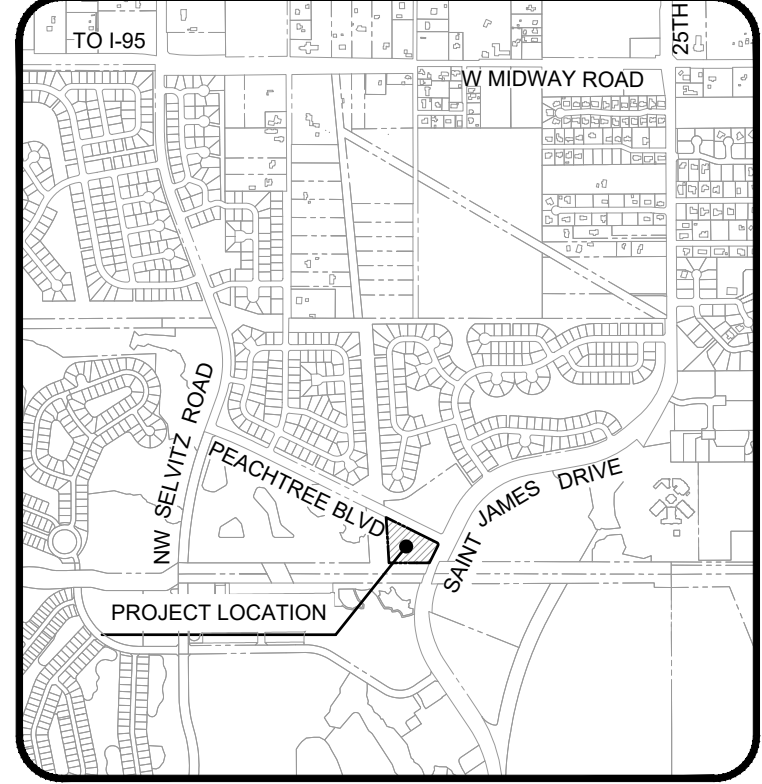 TO I-95
25TH
W MIDWAY ROAD
NW SELVITZ ROAD
PEACHTREE BLVD
SAINT JAMES DRIVE
PROJECT LOCATION